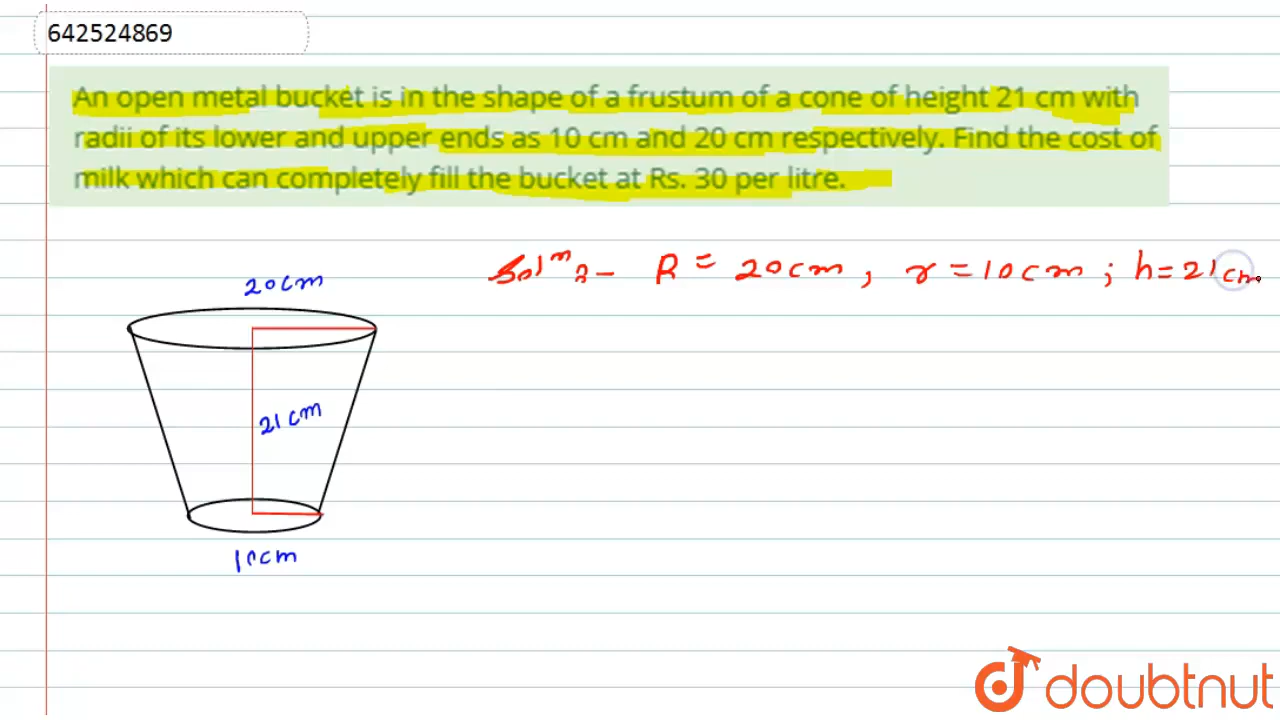 642524869
An open metal bucket is in the shape of a frustum of a cone of height 21 cm with
radii of its lower and upper ends as 10 cm and 20 cm respectively. Find the cost of
milk which can completely fill the bucket at Rs. 30 per litre.
Solⁿ:- R = 20cm, r = 10cm; h = 21cm.
20cm
21cm
10cm
doubtnut